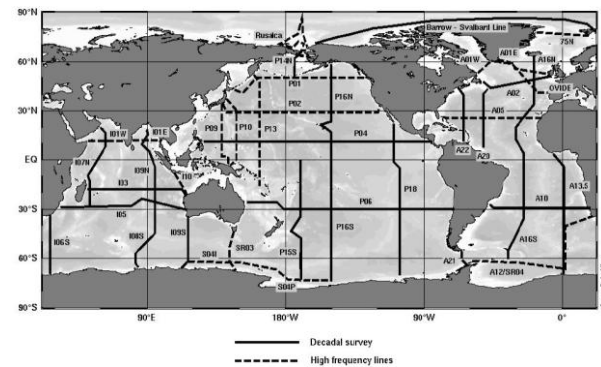 90°N
Rusalca
Barrow - Svalbard Line
75N
A01W
A01E
A16N
P14N
60°N
P01
OVIDE
P16N
A02
30°N
P02
A05
P09
P10
P13
P04
I01W
I01E
A22
A20
EQ
I07N
I09N
I10
I03
P18
A13.5
P06
A10
30°S
I05
I06S
I08S
I09S
S04I
SR03
P15S
P16S
A16S
60°S
A21
A12/SR04
S04P
90°S
90°E
180°W
90°W
0°
Decadal survey
High frequency lines